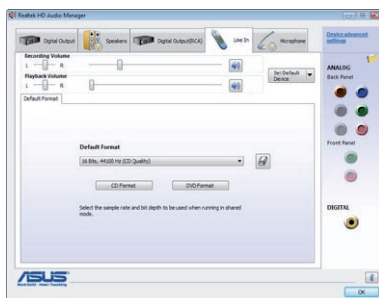 Realtek HD Audio Manager
Digital Output
Speakers
Digital Output(RCA)
Line In
Microphone
Device advanced settings
Recording Volume
L R
Playback Volume
L R
Set Default Device
ANALOG
Back Panel
Default Format
Default Format
16 Bits, 44100 Hz (CD Quality)
CD Format
DVD Format
Select the sample rate and bit depth to be used when running in shared
mode.
Front Panel
DIGITAL
ASUS
OK